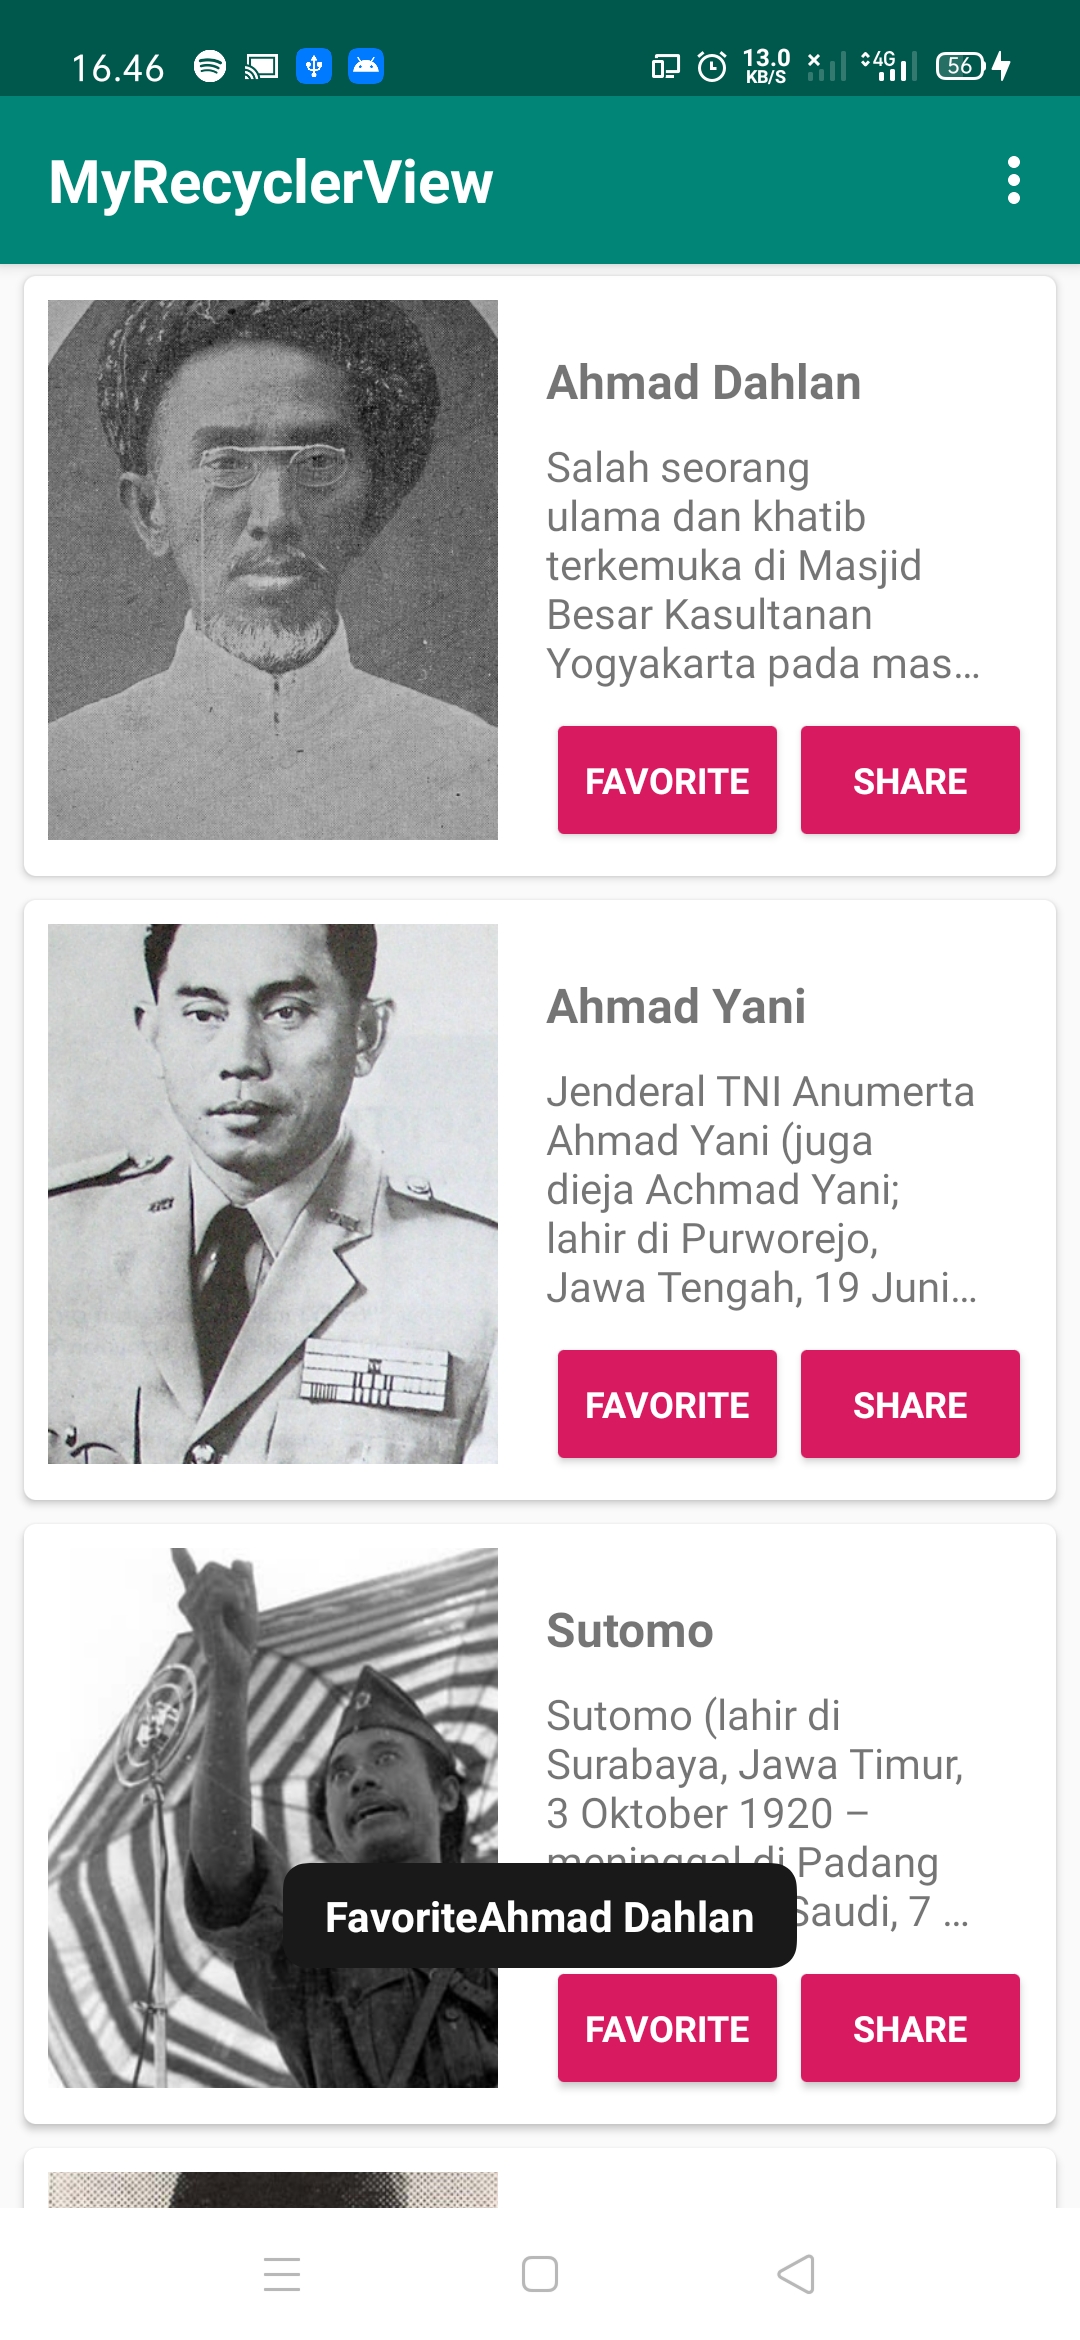 16.46
13.0
KB/S
4G
56
MyRecyclerView
Ahmad Dahlan
Salah seorang
ulama dan khatib
terkemuka di Masjid
Besar Kasultanan
Yogyakarta pada mas...
FAVORITE SHARE
Ahmad Yani
Jenderal TNI Anumerta
Ahmad Yani (juga
dieja Achmad Yani;
lahir di Purworejo,
Jawa Tengah, 19 Juni...
FAVORITE SHARE
Sutomo
Sutomo (lahir di
Surabaya, Jawa Timur,
3 Oktober 1920 –
meninggal di Padang
Saudi, 7 ...
FavoriteAhmad Dahlan
FAVORITE SHARE